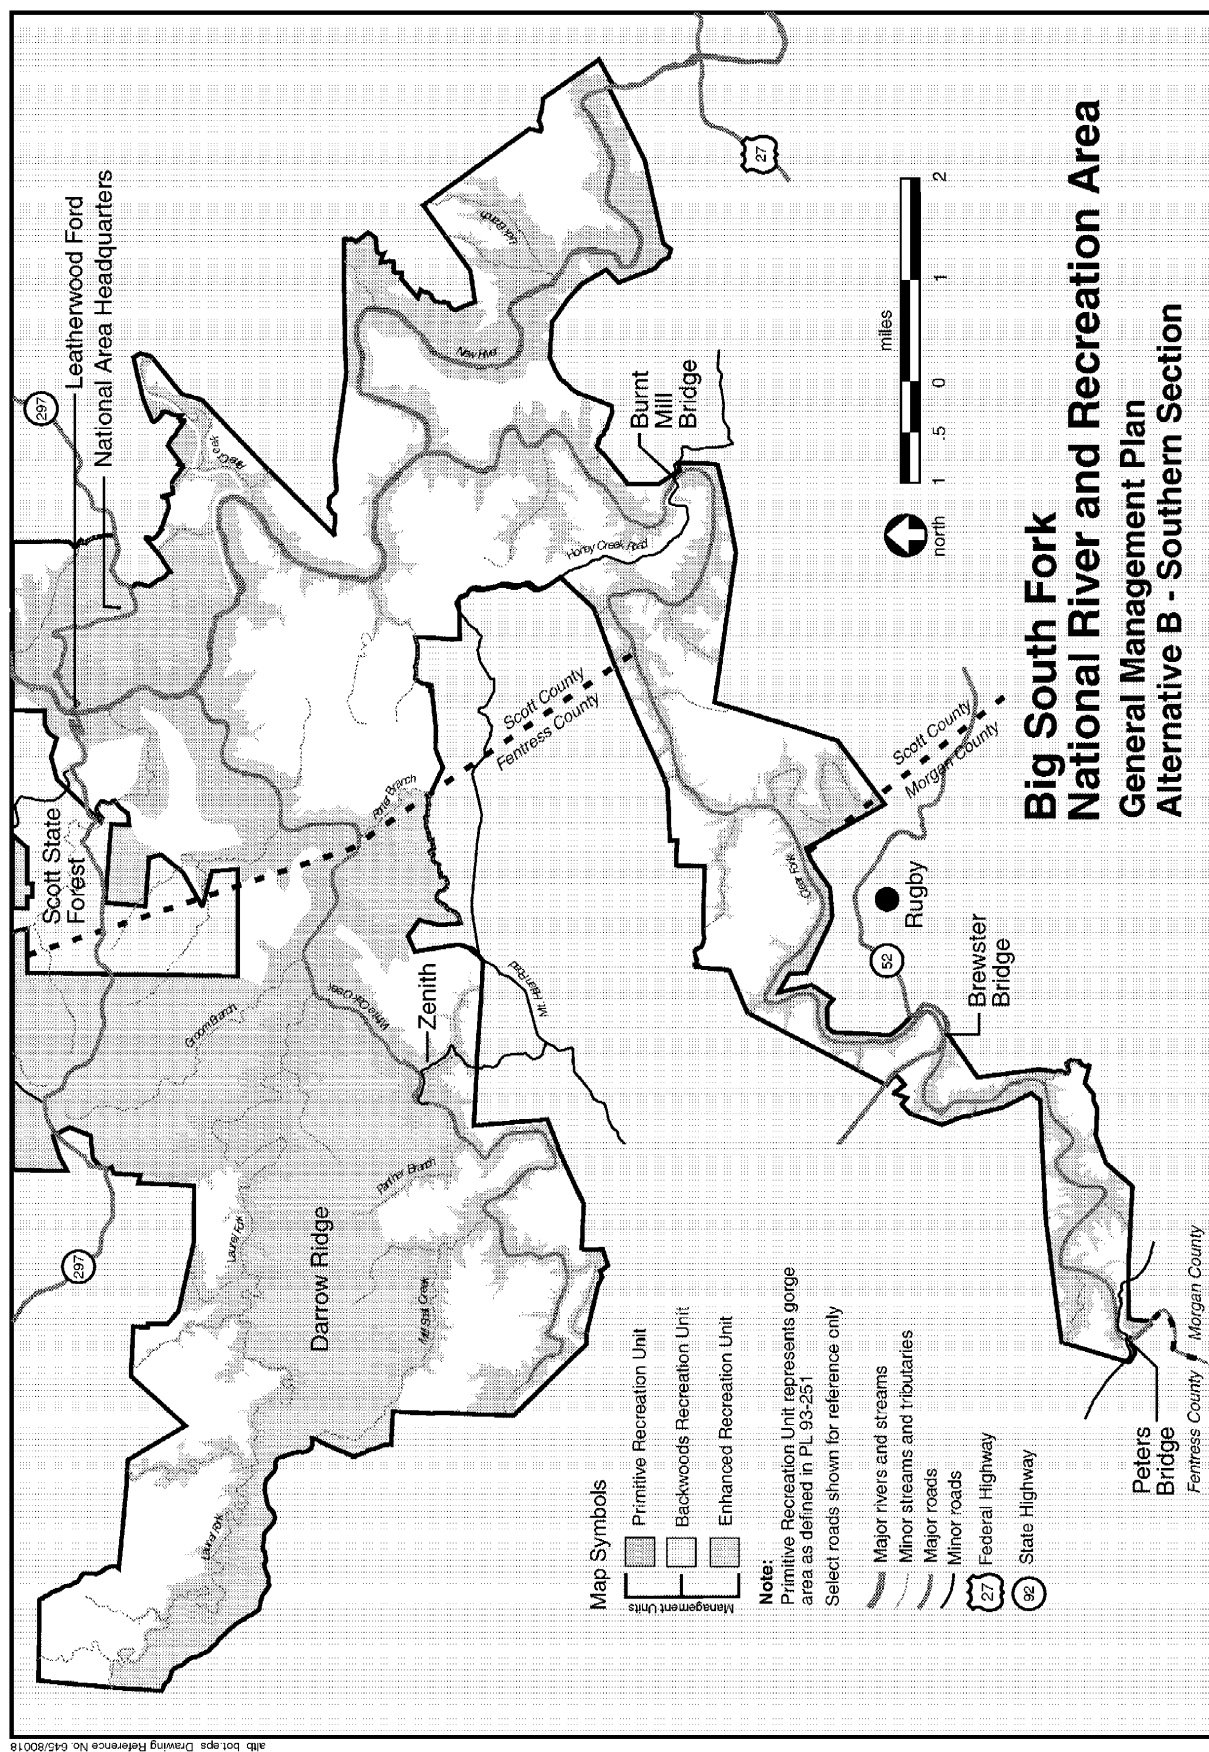 Big South Fork
National River and Recreation Area
General Management Plan
Alternative B - Southern Section
297
Leatherwood Ford
National Area Headquarters
Scott State
Forest
297
Laurel Fork
Groom Branch
White Oak Creek
Zenith
Mt. Helen Road
Darrow Ridge
Panther Branch
Mill Seat Creek
Laurel Fork
Scott County
Fentress County
New River
27
Burnt
Mill
Bridge
Honey Creek Road
Clear Fork
Scott County
Morgan County
Rugby
52
Brewster
Bridge
Peters
Bridge
Fentress County
Morgan County
miles
1 .5 0 1 2
north
Map Symbols
Management Units
Primitive Recreation Unit
Backwoods Recreation Unit
Enhanced Recreation Unit
Note:
Primitive Recreation Unit represents gorge
area as defined in PL 93-251
Select roads shown for reference only
Major rivers and streams
Minor streams and tributaries
Major roads
Minor roads
27 Federal Highway
92 State Highway
altb_bot.eps Drawing Reference No. 645/80018